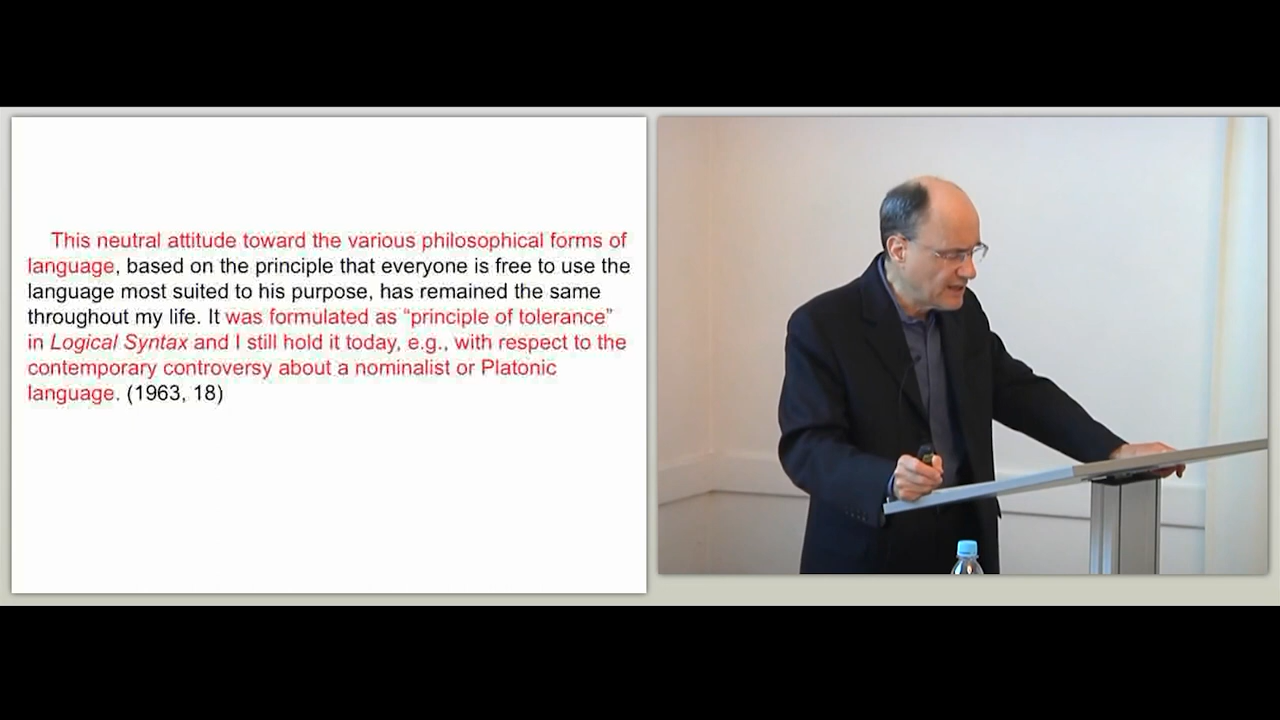 This neutral attitude toward the various philosophical forms of
language, based on the principle that everyone is free to use the
language most suited to his purpose, has remained the same
throughout my life. It was formulated as “principle of tolerance”
in Logical Syntax and I still hold it today, e.g., with respect to the
contemporary controversy about a nominalist or Platonic
language. (1963, 18)